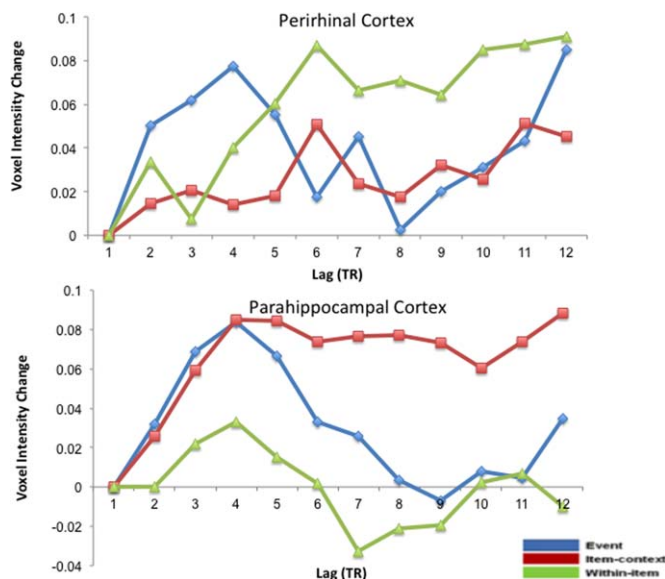 Perirhinal Cortex
Voxel Intensity Change
0.1
0.08
0.06
0.04
0.02
0
1 2 3 4 5 6 7 8 9 10 11 12
Lag (TR)
Parahippocampal Cortex
Voxel Intensity Change
0.1
0.08
0.06
0.04
0.02
0
-0.02
-0.04
1 2 3 4 5 6 7 8 9 10 11 12
Lag (TR)
Event
Item-context
Within-item